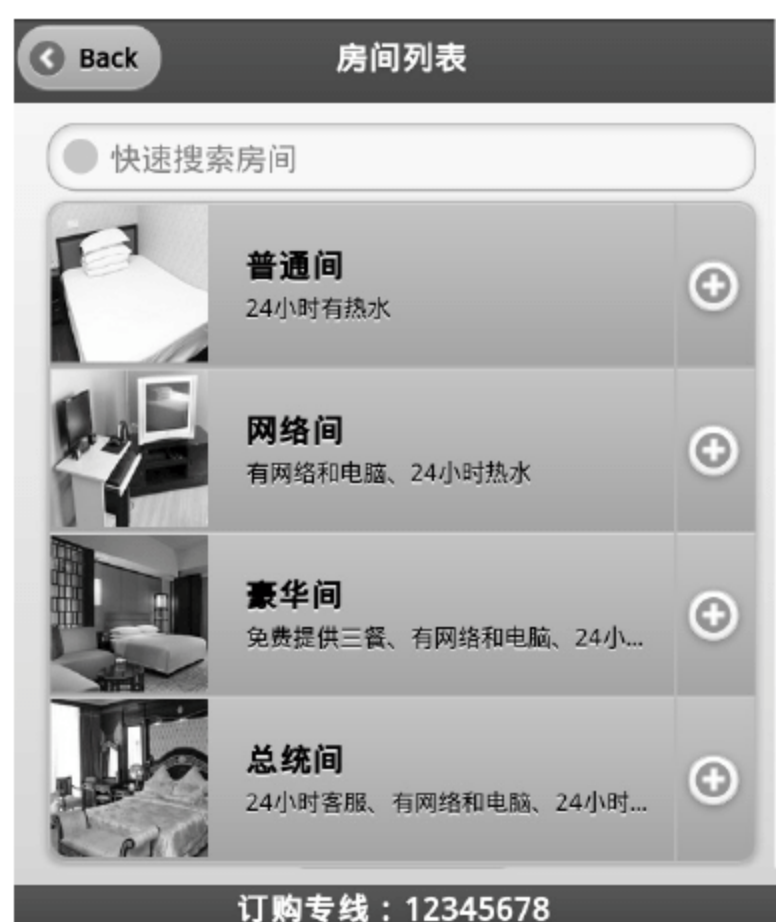 Back
房间列表
快速搜索房间
普通间
24小时有热水
网络间
有网络和电脑、24小时热水
豪华间
免费提供三餐、有网络和电脑、24小...
总统间
24小时客服、有网络和电脑、24小时...
订购专线：12345678